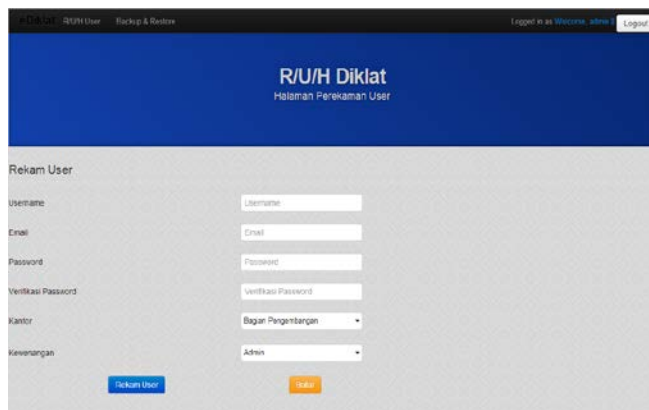 eDiklat R/U/H User Backup & Restore Logged in as Welcome, admin Logout
R/U/H Diklat
Halaman Perekaman User
Rekam User
Username Username
Email Email
Password Password
Verifikasi Password Verifikasi Password
Kantor Bagian Pengembangan
Kewenangan Admin
Rekam User Batal